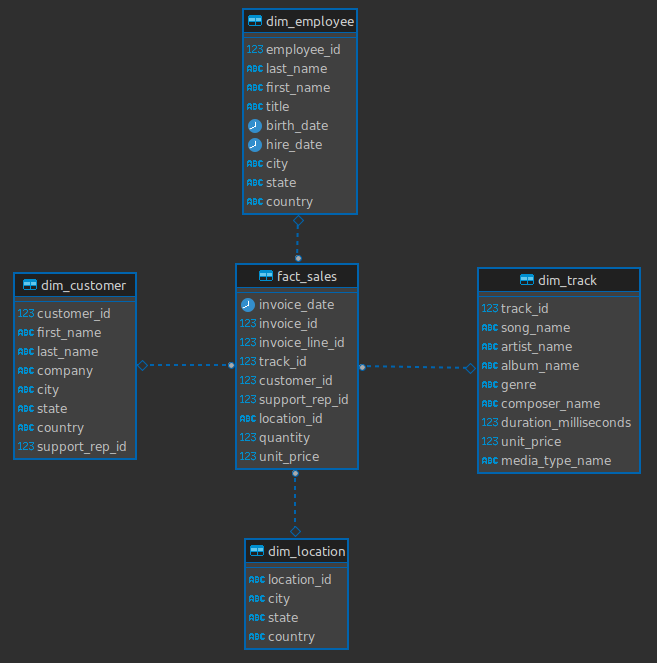 dim_employee
123 employee_id
ABC last_name
ABC first_name
ABC title
birth_date
hire_date
ABC city
ABC state
ABC country
dim_customer
123 customer_id
ABC first_name
ABC last_name
ABC company
ABC city
ABC state
ABC country
123 support_rep_id
fact_sales
invoice_date
123 invoice_id
123 invoice_line_id
123 track_id
123 customer_id
123 support_rep_id
ABC location_id
123 quantity
123 unit_price
dim_track
123 track_id
ABC song_name
ABC artist_name
ABC album_name
ABC genre
ABC composer_name
123 duration_milliseconds
123 unit_price
ABC media_type_name
dim_location
ABC location_id
ABC city
ABC state
ABC country